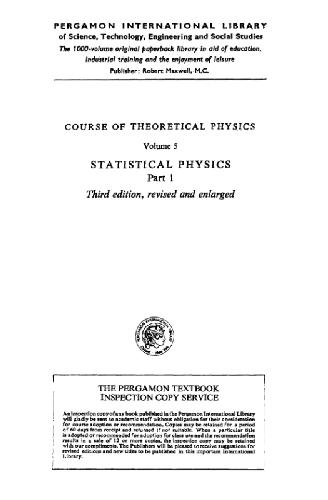 PERGAMON INTERNATIONAL LIBRARY
of Science, Technology, Engineering and Social Studies
The 1000-volume original paperback library in aid of education,
industrial training and the enjoyment of leisure
Publisher: Robert Maxwell, M.C.
COURSE OF THEORETICAL PHYSICS
Volume 5
STATISTICAL PHYSICS
Part 1
Third edition, revised and enlarged
THE PERGAMON TEXTBOOK
INSPECTION COPY SERVICE
An inspection copy of any book published in the Pergamon International Library
will gladly be sent to academic staff without obligation for their consideration
for course adoption or recommendation. Copies may be retained for a period
of 60 days from receipt and returned if not suitable. When a particular title
is adopted or recommended for adoption for class use and the recommendation
results in a sale of 12 or more copies, the inspection copy may be retained
with our compliments. The Publishers will be pleased to receive suggestions for
revised editions and new titles to be published in this important International
Library.